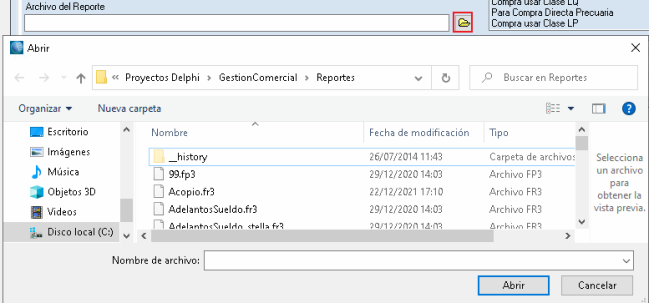 Archivo del Reporte
Compra usar Clase LQ
Para Compra Directa Precuaria
Compra usar Clase LP
Abrir
« Proyectos Delphi > GestionComercial > Reportes
Buscar en Reportes
Organizar
Nueva carpeta
Escritorio
Imágenes
Música
Objetos 3D
Videos
Disco local (C:)
Nombre
Fecha de modificación
Tipo
__history
26/07/2014 11:43
Carpeta de archivos
99.fp3
29/12/2020 14:03
Archivo FP3
Acopio.fr3
22/12/2021 17:10
Archivo FR3
AdelantosSueldo.fr3
29/12/2020 14:03
Archivo FR3
AdelantosSueldo_stella.fr3
29/12/2020 14:03
Archivo FR3
Selecciona
un archivo
para
obtener la
vista previa.
Nombre de archivo:
Abrir
Cancelar